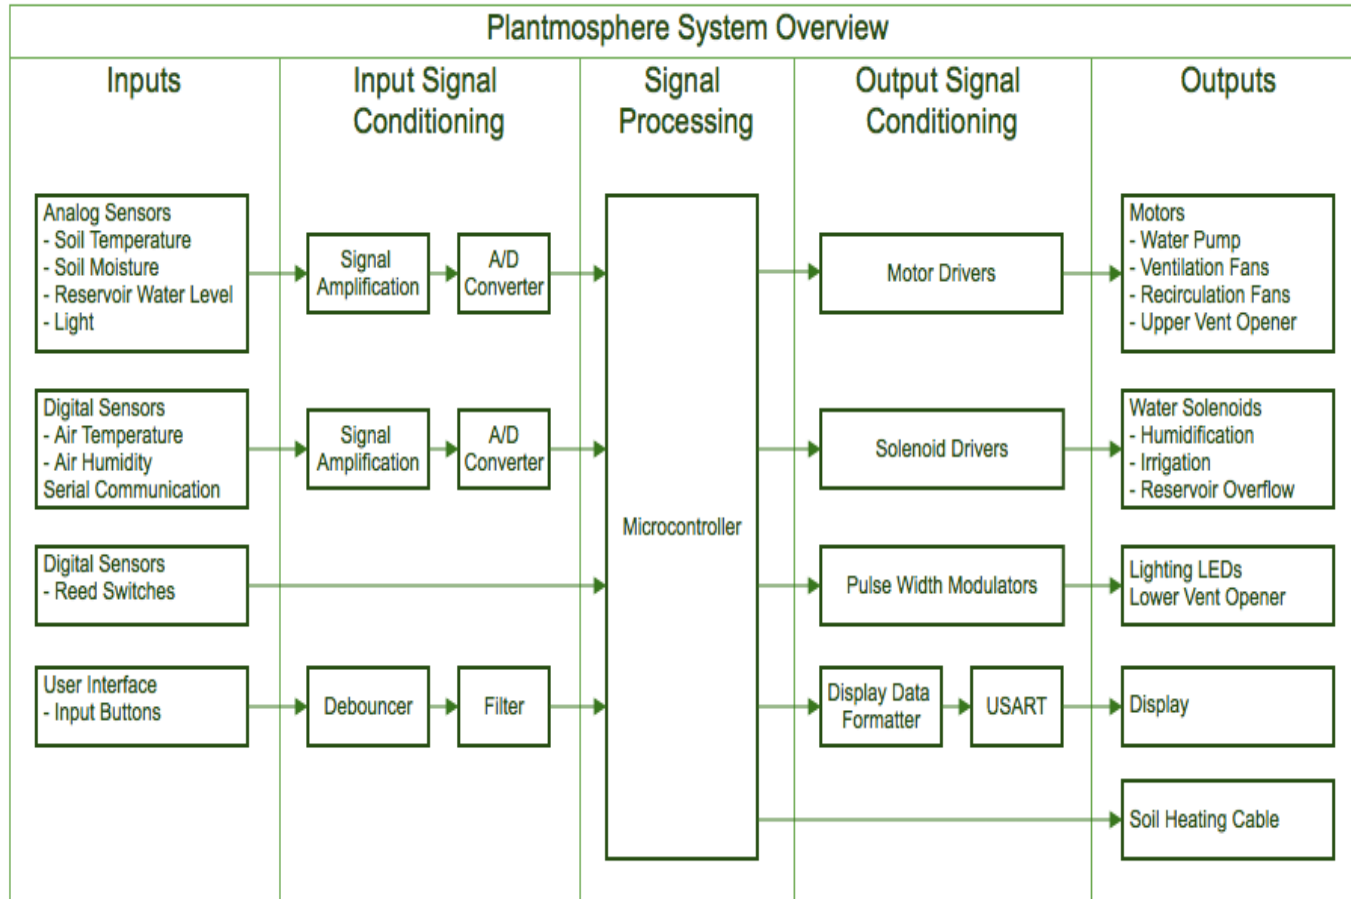 Plantmosphere System Overview
Inputs
Input Signal
Conditioning
Signal
Processing
Output Signal
Conditioning
Outputs
Analog Sensors
- Soil Temperature
- Soil Moisture
- Reservoir Water Level
- Light
Signal
Amplification
A/D
Converter
Motor Drivers
Motors
- Water Pump
- Ventilation Fans
- Recirculation Fans
- Upper Vent Opener
Digital Sensors
- Air Temperature
- Air Humidity
Serial Communication
Signal
Amplification
A/D
Converter
Solenoid Drivers
Water Solenoids
- Humidification
- Irrigation
- Reservoir Overflow
Microcontroller
Digital Sensors
- Reed Switches
Pulse Width Modulators
Lighting LEDs
Lower Vent Opener
User Interface
- Input Buttons
Debouncer
Filter
Display Data
Formatter
USART
Display
Soil Heating Cable